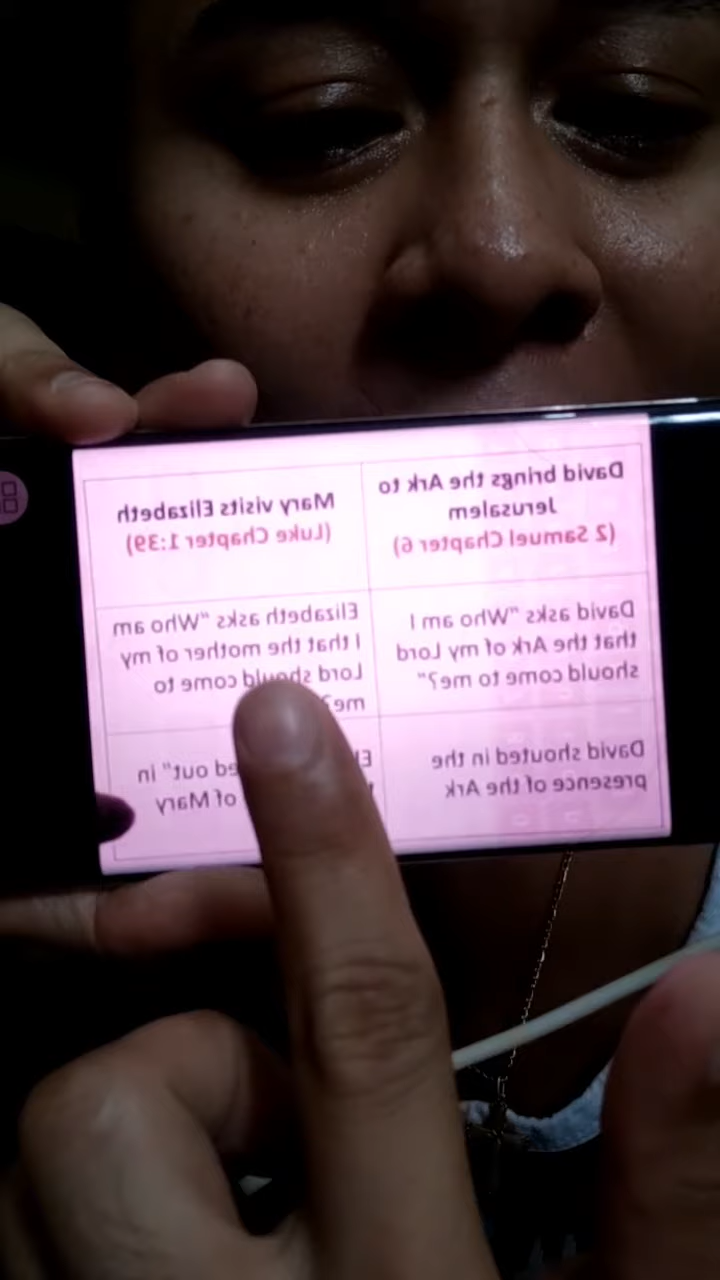 David brings the Ark to
Jerusalem
(2 Samuel Chapter 6)
Mary visits Elizabeth
(Luke Chapter 1:39)
David asks "Who am I
that the Ark of my Lord
should come to me?"
Elizabeth asks "Who am
I that the mother of my
Lord should come to
me?
David shouted in the
presence of the Ark
out" in
of Mary